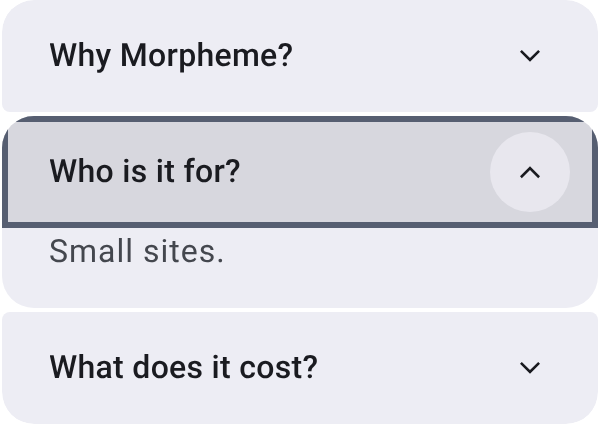 Why Morpheme?
Who is it for?
Small sites.
What does it cost?